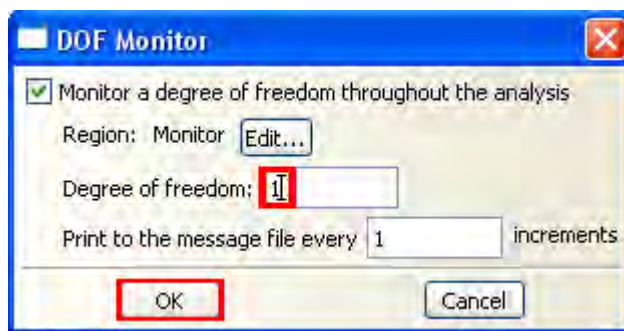 DOF Monitor
Monitor a degree of freedom throughout the analysis
Region: Monitor Edit...
Degree of freedom: 1
Print to the message file every 1 increments
OK Cancel